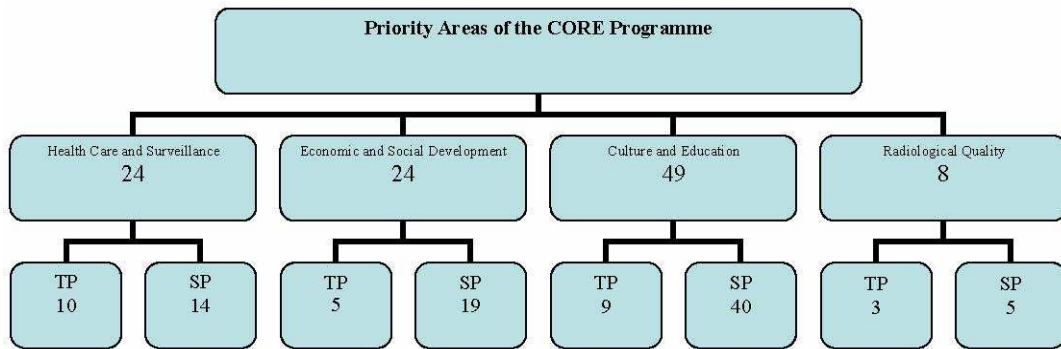 Priority Areas of the CORE Programme
Health Care and Surveillance
24
Economic and Social Development
24
Culture and Education
49
Radiological Quality
8
TP
10
SP
14
TP
5
SP
19
TP
9
SP
40
TP
3
SP
5